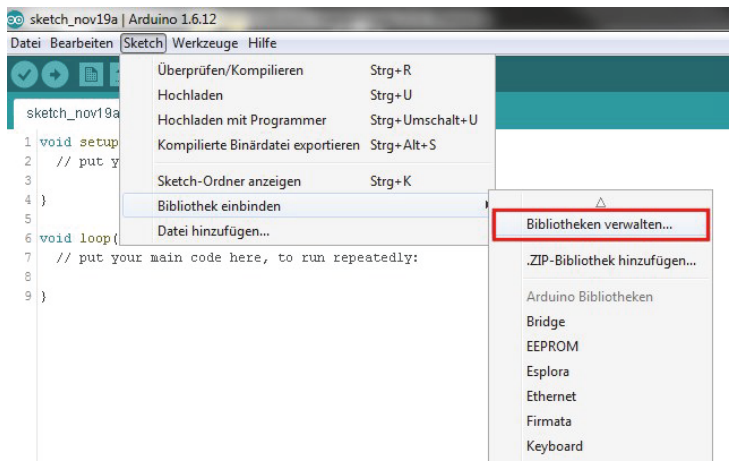 sketch_nov19a | Arduino 1.6.12
Datei Bearbeiten Sketch Werkzeuge Hilfe
sketch_nov19a
1 void setup
2 // put y
3
4 }
5
6 void loop(
7 // put your main code here, to run repeatedly:
8
9 }
Überprüfen/Kompilieren Strg+R
Hochladen Strg+U
Hochladen mit Programmer Strg+Umschalt+U
Kompilierte Binärdatei exportieren Strg+Alt+S
Sketch-Ordner anzeigen Strg+K
Bibliothek einbinden
Datei hinzufügen...
Bibliotheken verwalten...
.ZIP-Bibliothek hinzufügen...
Arduino Bibliotheken
Bridge
EEPROM
Esplora
Ethernet
Firmata
Keyboard